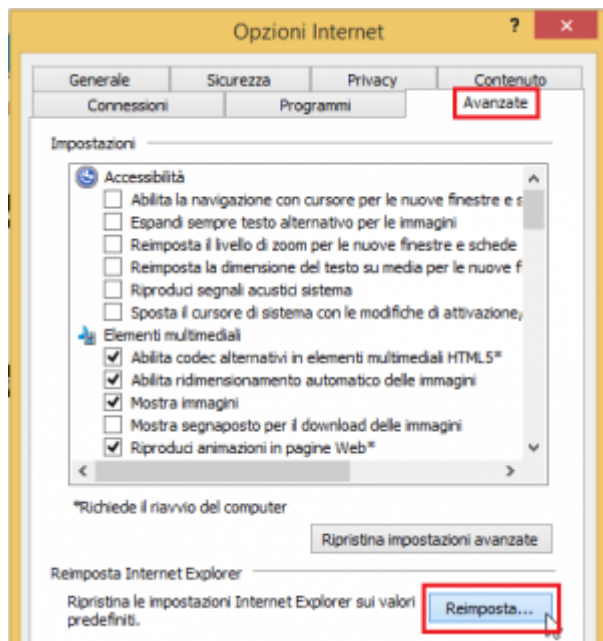 Opzioni Internet
?
×
Generale Sicurezza Privacy Contenuto
Connessioni Programmi Avanzate
Impostazioni
Accessibilità
Abilita la navigazione con cursore per le nuove finestre e s
Espandi sempre testo alternativo per le immagini
Reimposta il livello di zoom per le nuove finestre e schede
Reimposta la dimensione del testo su media per le nuove f
Riproduci segnali acustici sistema
Sposta il cursore di sistema con le modifiche di attivazione/
Elementi multimediali
Abilita codec alternativi in elementi multimediali HTML5*
Abilita ridimensionamento automatico delle immagini
Mostra immagini
Mostra segnaposto per il download delle immagini
Riproduci animazioni in pagine Web*
*Richiede il riavvio del computer
Ripristina impostazioni avanzate
Reimposta Internet Explorer
Ripristina le impostazioni Internet Explorer sui valori
predefiniti.
Reimposta...